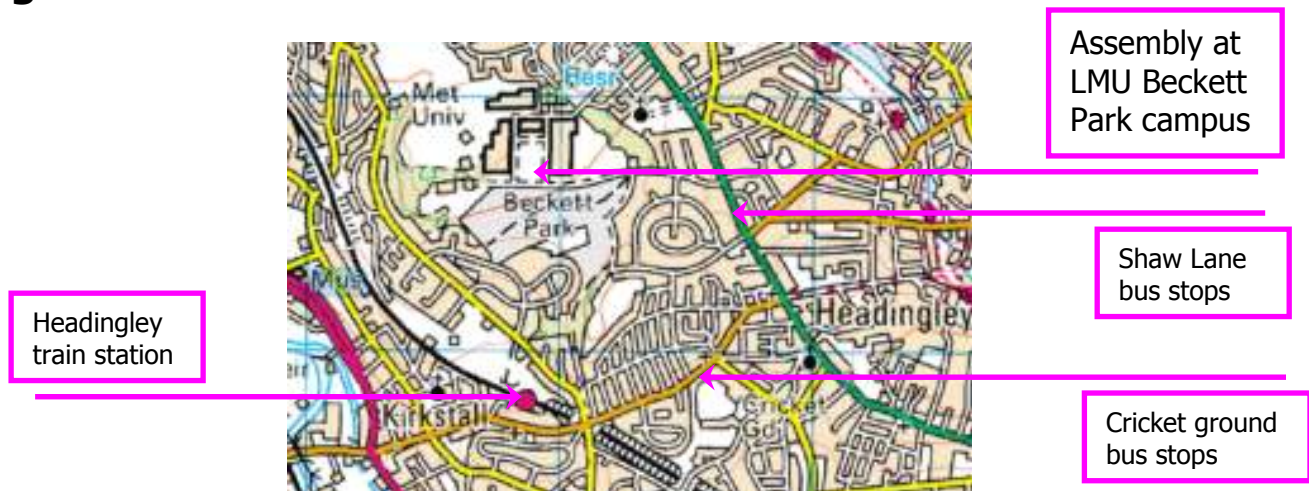 Assembly at
LMU Beckett
Park campus
Met
Univ
Beckett
Park
Shaw Lane
bus stops
Mus
Headingley
Headingley
train station
Kirkstall
Cricket
Gd
Cricket ground
bus stops